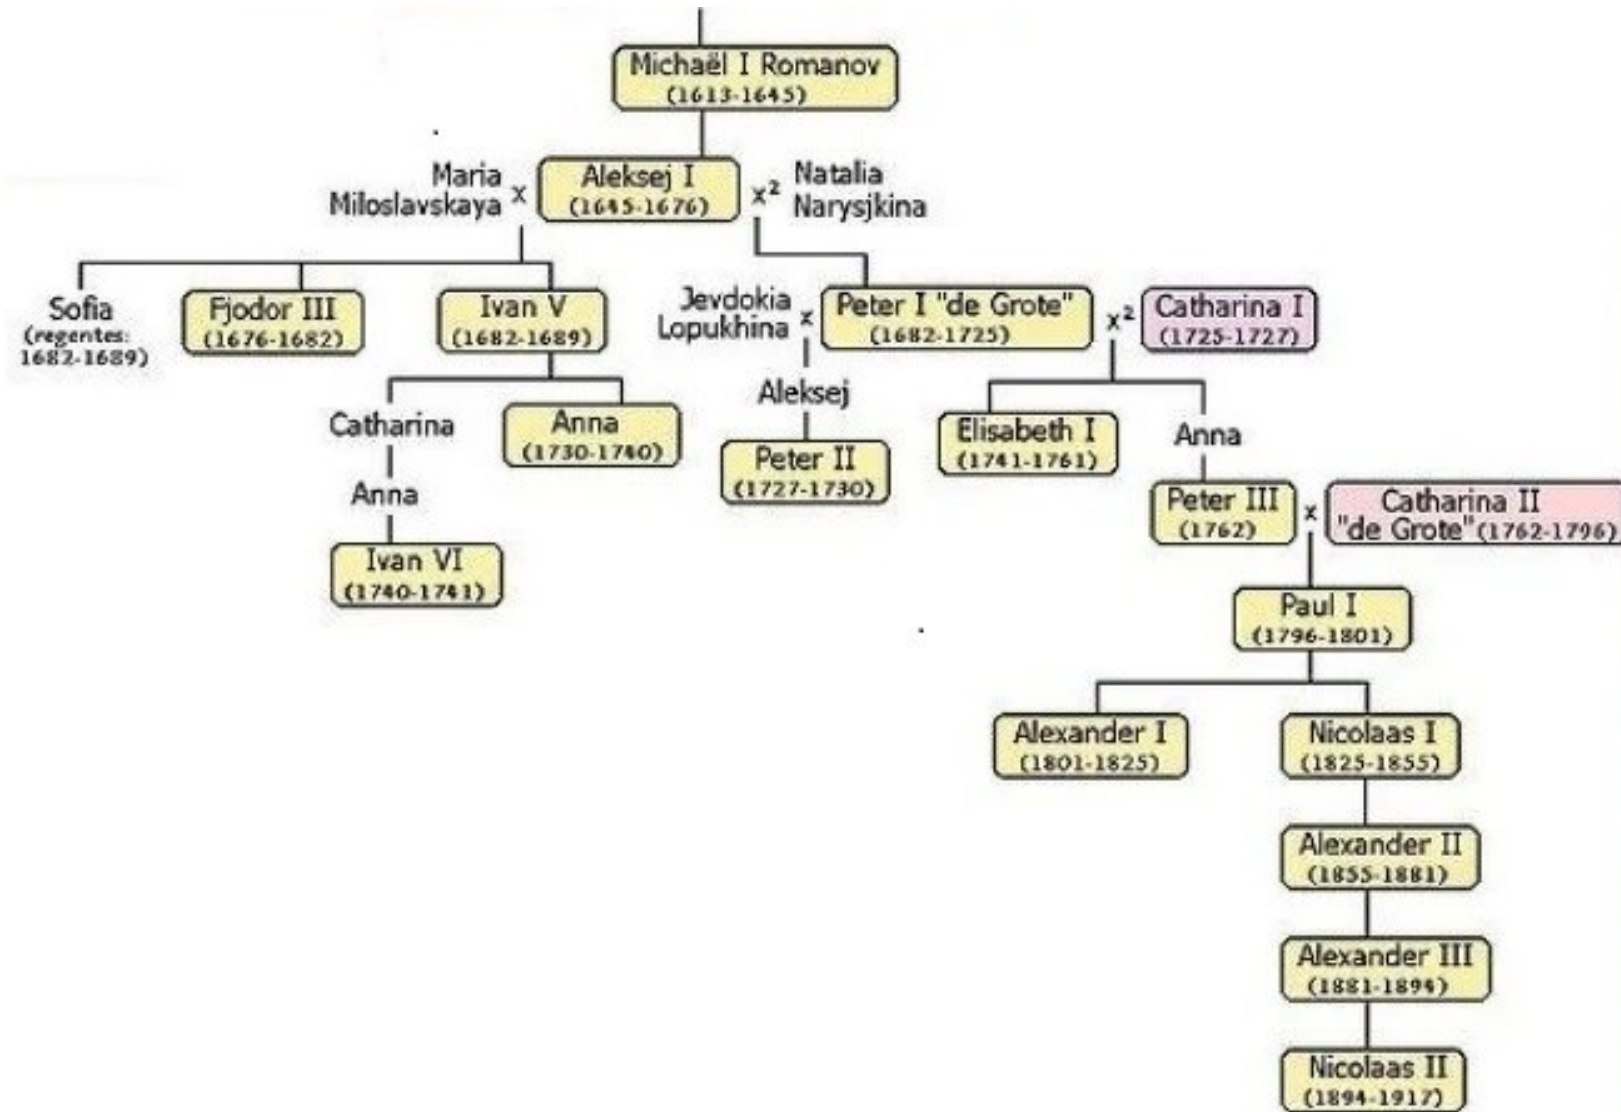 Michaël I Romanov
(1613-1645)
Maria
Miloslavskaya
x
Aleksej I
(1645-1676)
x²
Natalia
Narysjkina
Sofia
(regentes:
1682-1689)
Fjodor III
(1676-1682)
Ivan V
(1682-1689)
Jevdokia
Lopukhina
x
Peter I "de Grote"
(1682-1725)
x²
Catharina I
(1725-1727)
Catharina
Anna
(1730-1740)
Aleksej
Elisabeth I
(1741-1761)
Anna
Anna
Peter II
(1727-1730)
Peter III
(1762)
x
Catharina II
"de Grote" (1762-1796)
Ivan VI
(1740-1741)
Paul I
(1796-1801)
Alexander I
(1801-1825)
Nicolaas I
(1825-1855)
Alexander II
(1855-1881)
Alexander III
(1881-1894)
Nicolaas II
(1894-1917)